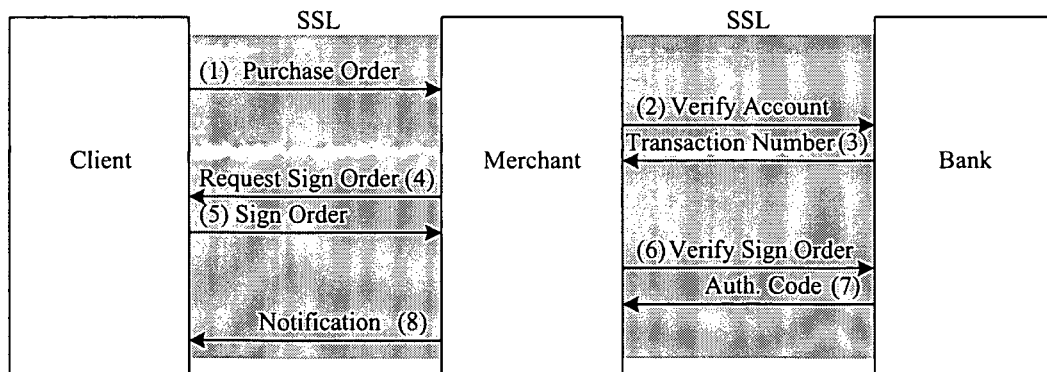 SSL
SSL
(1) Purchase Order
(2) Verify Account
Transaction Number (3)
Client
Merchant
Bank
Request Sign Order (4)
(5) Sign Order
(6) Verify Sign Order
Auth. Code (7)
Notification (8)